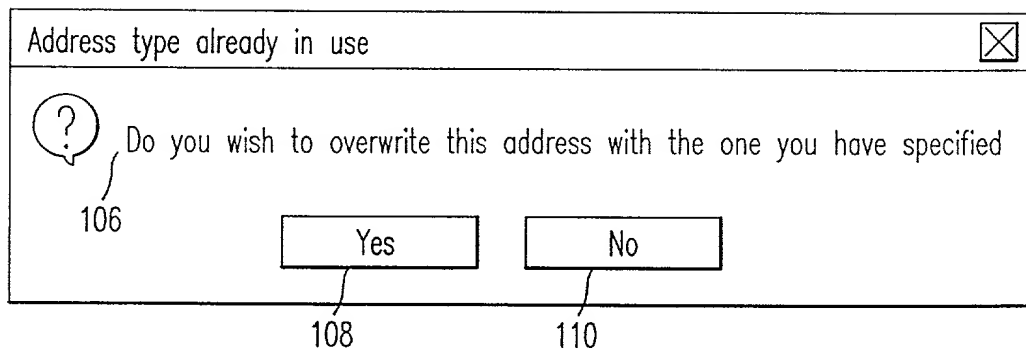 Address type already in use
?
Do you wish to overwrite this address with the one you have specified
106
Yes
No
108
110